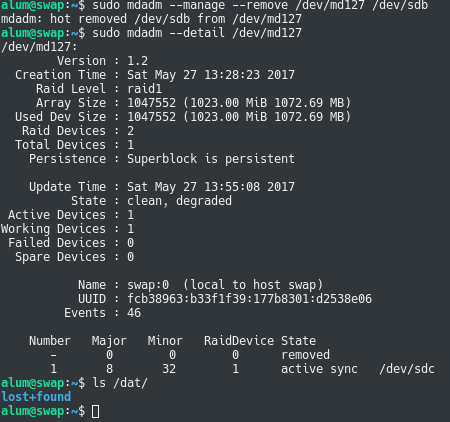 alum@swap:~$ sudo mdadm --manage --remove /dev/md127 /dev/sdb
mdadm: hot removed /dev/sdb from /dev/md127
alum@swap:~$ sudo mdadm --detail /dev/md127
/dev/md127:
Version : 1.2
Creation Time : Sat May 27 13:28:23 2017
Raid Level : raid1
Array Size : 1047552 (1023.00 MiB 1072.69 MB)
Used Dev Size : 1047552 (1023.00 MiB 1072.69 MB)
Raid Devices : 2
Total Devices : 1
Persistence : Superblock is persistent
Update Time : Sat May 27 13:55:08 2017
State : clean, degraded
Active Devices : 1
Working Devices : 1
Failed Devices : 0
Spare Devices : 0
Name : swap:0 (local to host swap)
UUID : fcb38963:b33f1f39:177b8301:d2538e06
Events : 46
Number Major Minor RaidDevice State
- 0 0 0 removed
1 8 32 1 active sync /dev/sdc
alum@swap:~$ ls /dat/
lost+found
alum@swap:~$